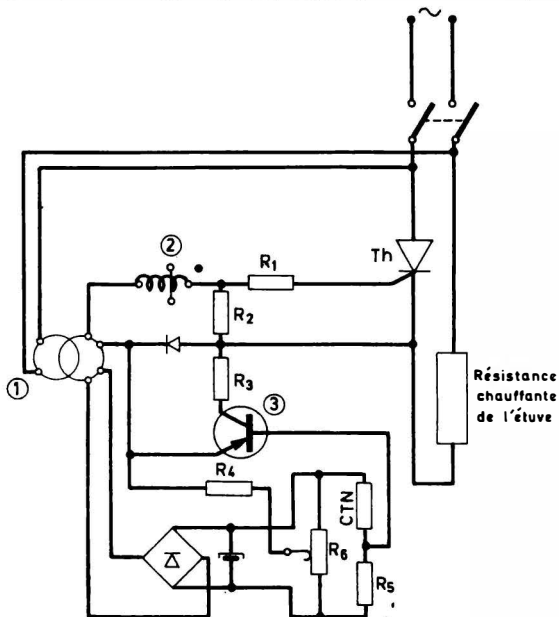 ~
②
R1
Th
R2
①
R3
③
Résistance
chauffante
de l'étuve
R4
CTN
R6
R5